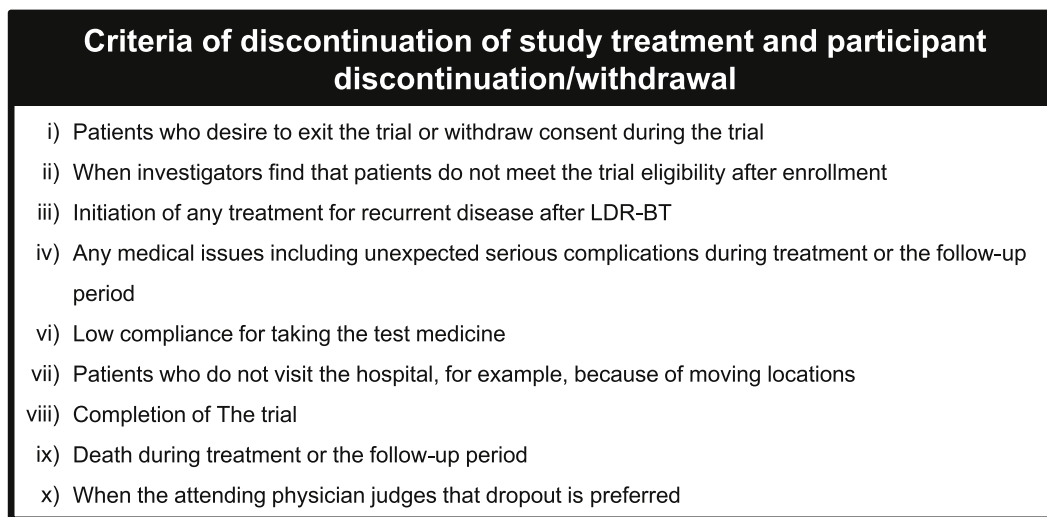 Criteria of discontinuation of study treatment and participant
discontinuation/withdrawal
i) Patients who desire to exit the trial or withdraw consent during the trial
ii) When investigators find that patients do not meet the trial eligibility after enrollment
iii) Initiation of any treatment for recurrent disease after LDR-BT
iv) Any medical issues including unexpected serious complications during treatment or the follow-up
period
vi) Low compliance for taking the test medicine
vii) Patients who do not visit the hospital, for example, because of moving locations
viii) Completion of The trial
ix) Death during treatment or the follow-up period
x) When the attending physician judges that dropout is preferred